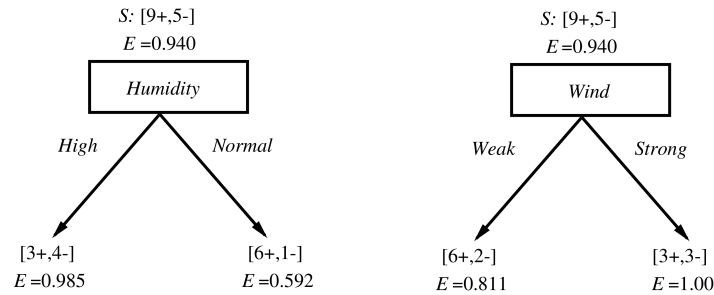 S: [9+,5-]
E =0.940
Humidity
High
Normal
[3+,4-]
E =0.985
[6+,1-]
E =0.592
S: [9+,5-]
E =0.940
Wind
Weak
Strong
[6+,2-]
E =0.811
[3+,3-]
E =1.00